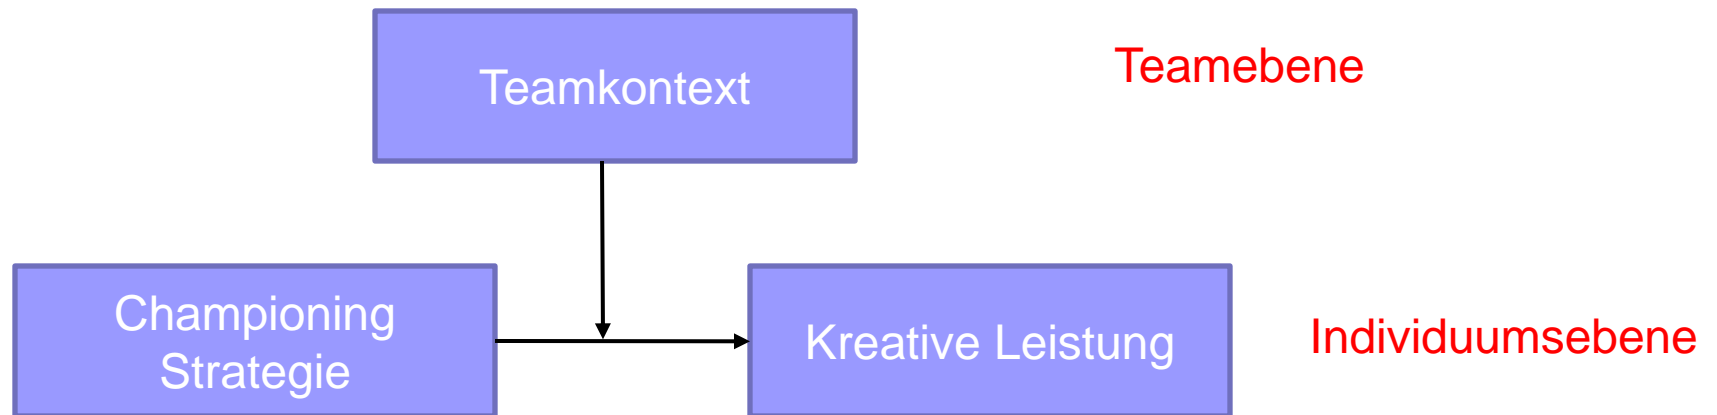 Teamkontext
Teamebene
Championing
Strategie
Kreative Leistung
Individuumsebene